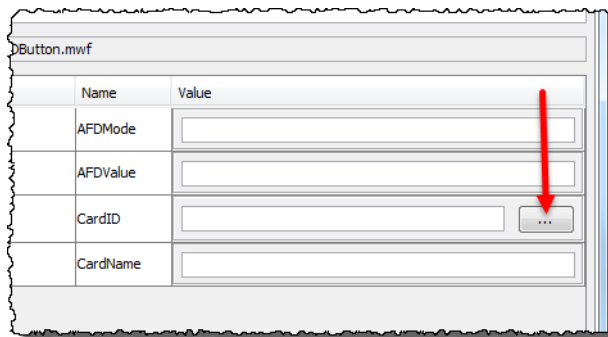 DButton.mwf
Name Value
AFDMode
AFDValue
CardID ...
CardName